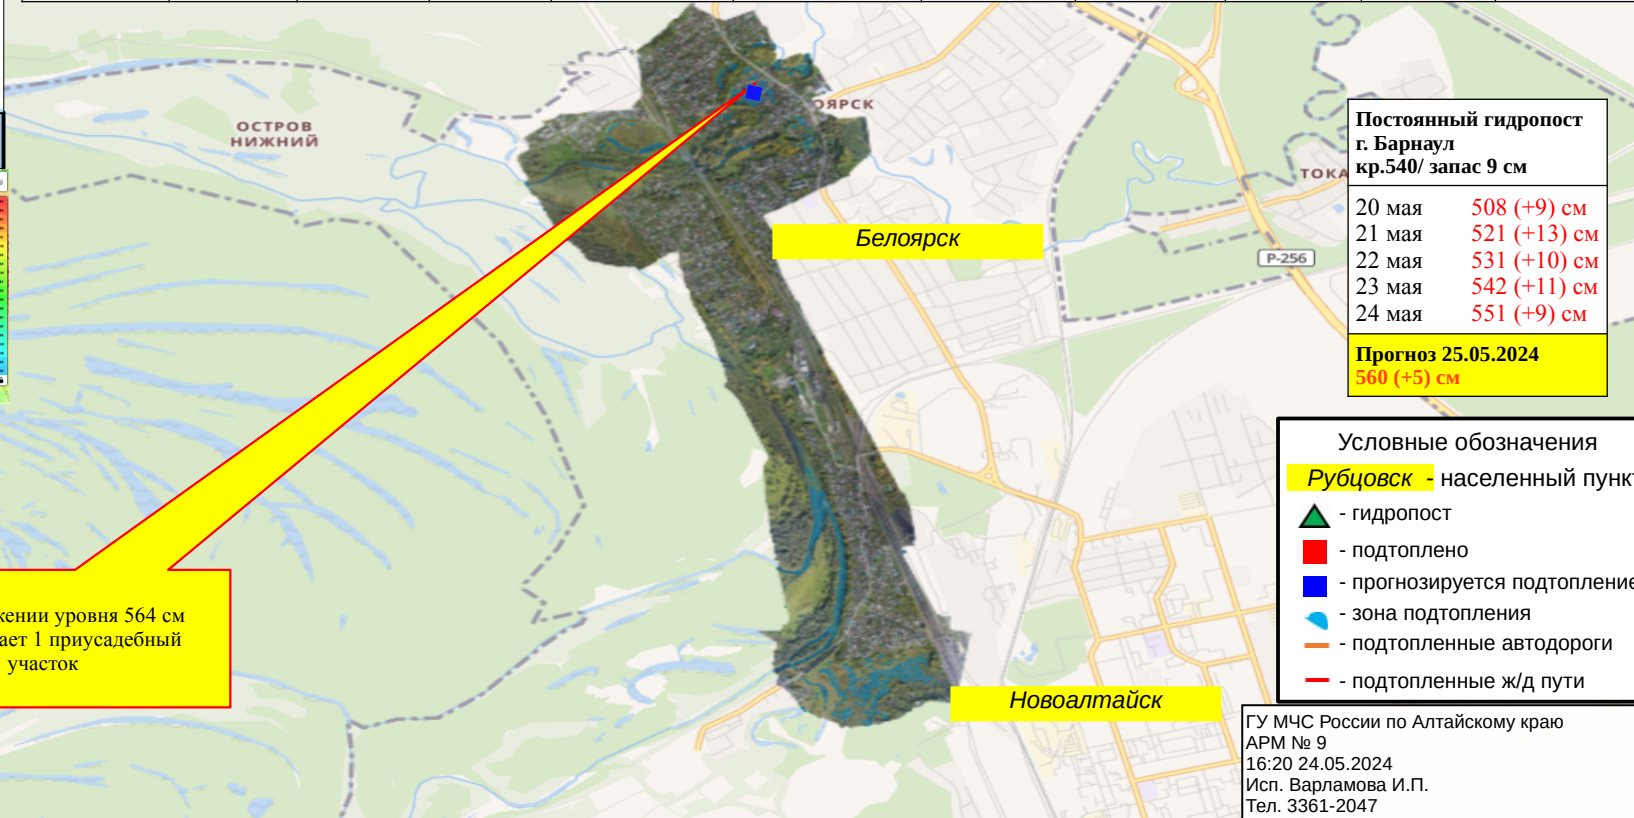 ОСТРОВ
НИЖНИЙ
ОЯРСК
ТОКА
Р-256
Белоярск
Новоалтайск
Постоянный гидропост
г. Барнаул
кр.540/ запас 9 см
20 мая 508 (+9) см
21 мая 521 (+13) см
22 мая 531 (+10) см
23 мая 542 (+11) см
24 мая 551 (+9) см
Прогноз 25.05.2024
560 (+5) см
жении уровня 564 см
ает 1 приусадебный
участок
Условные обозначения
Рубцовск - населенный пункт
- гидропост
- подтоплено
- прогнозируется подтопление
- зона подтопления
- подтопленные автодороги
- подтопленные ж/д пути
ГУ МЧС России по Алтайскому краю
АРМ № 9
16:20 24.05.2024
Исп. Варламова И.П.
Тел. 3361-2047